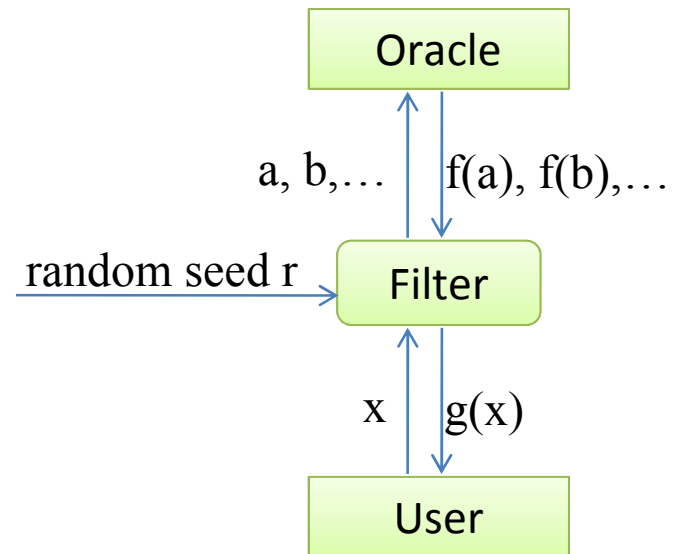 Oracle
a, b,… f(a), f(b),…
random seed r
Filter
x g(x)
User